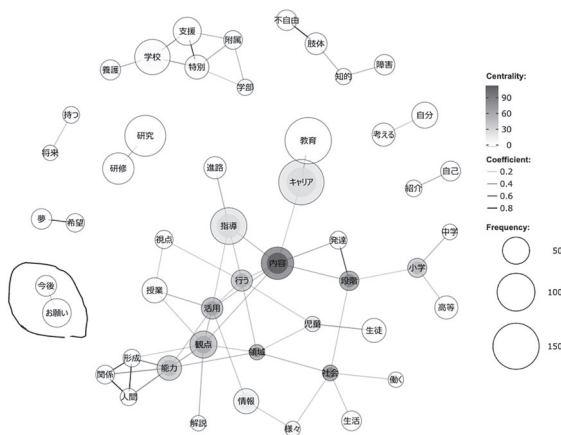 不自由
支援
肢体
附属
学校
特別
養護
知的
障害
学部
Centrality:
90
60
30
0
持つ
自分
研究
教育
考える
将来
研修
進路
キャリア
自己
紹介
Coefficient:
0.2
0.4
0.6
0.8
夢
希望
指導
視点
発達
中学
Frequency:
50
内容
小学
今後
授業
行う
段階
100
お願い
活用
高等
児童
生徒
150
観点
領域
形成
関係
能力
社会
働く
人間
情報
解説
様々
生活